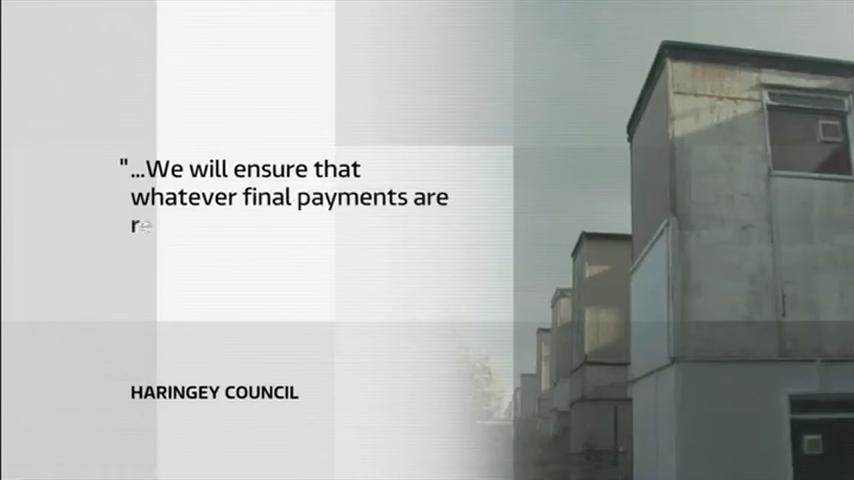 "...We will ensure that
whatever final payments are
HARINGEY COUNCIL